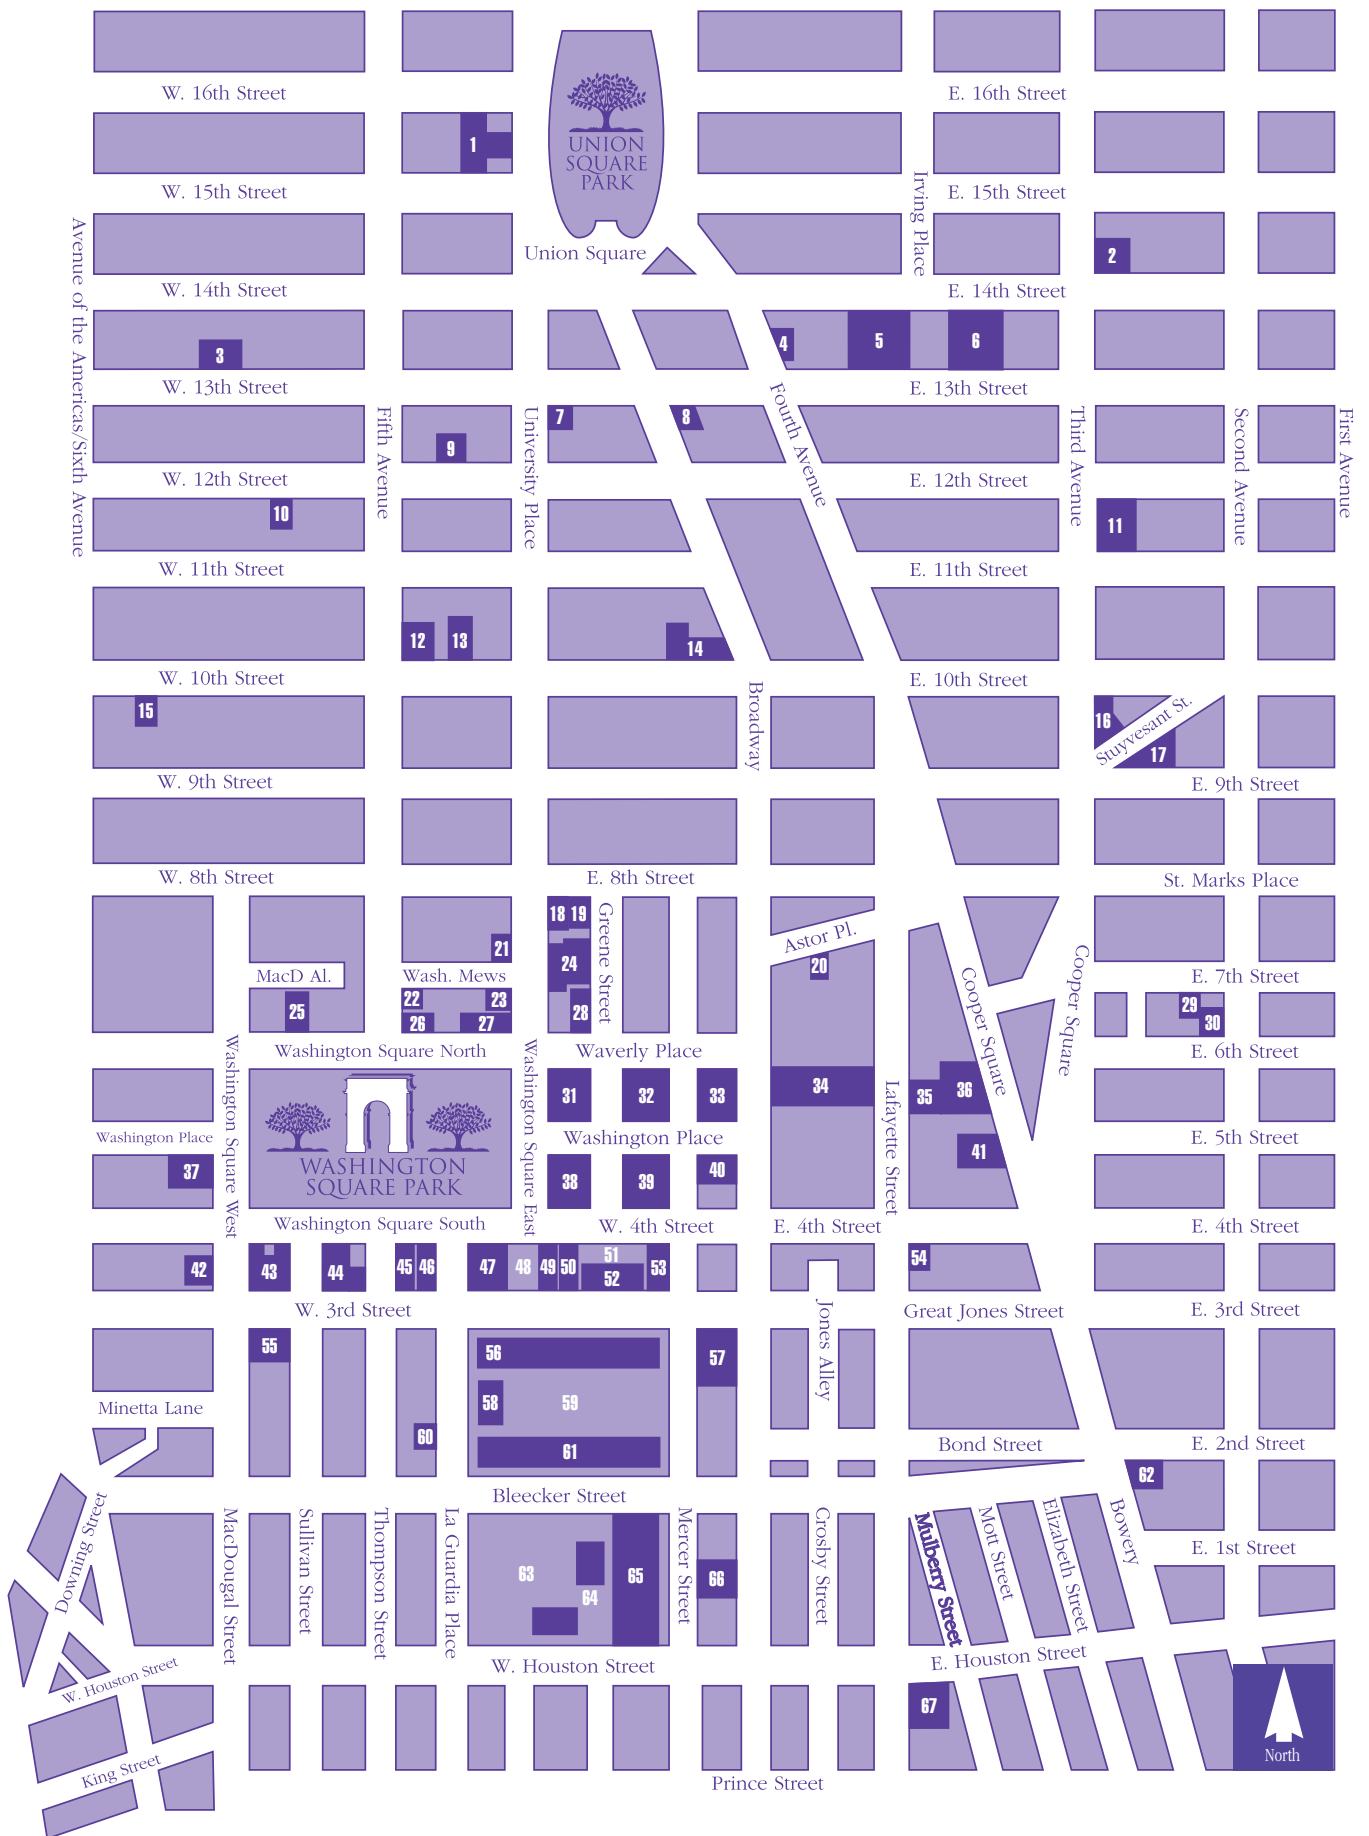 W. 16th Street
E. 16th Street
UNION
SQUARE
PARK
1
W. 15th Street
Irving Place
E. 15th Street
Avenue of the Americas/Sixth Avenue
Union Square
2
W. 14th Street
E. 14th Street
3
4
5
6
W. 13th Street
Fourth Avenue
E. 13th Street
Fifth Avenue
University Place
Third Avenue
Second Avenue
First Avenue
7
8
9
W. 12th Street
E. 12th Street
10
11
W. 11th Street
E. 11th Street
12
13
14
W. 10th Street
Broadway
E. 10th Street
15
16
Stuyvesant St.
17
W. 9th Street
E. 9th Street
W. 8th Street
E. 8th Street
St. Marks Place
18
19
Greene Street
Astor Pl.
21
24
20
MacD Al.
Wash. Mews
Cooper Square
Cooper Square
E. 7th Street
22
23
25
26
27
28
29
30
Washington Square North
Waverly Place
E. 6th Street
Washington Square West
Washington Square East
31
32
33
34
Lafayette Street
35
36
Washington Place
Washington Place
E. 5th Street
WASHINGTON
SQUARE PARK
37
38
39
40
41
Washington Square South
W. 4th Street
E. 4th Street
E. 4th Street
42
43
44
45
46
47
48
49
50
51
52
53
54
W. 3rd Street
Jones Alley
Great Jones Street
E. 3rd Street
55
56
57
58
59
60
61
Minetta Lane
Bond Street
E. 2nd Street
62
Bleecker Street
Downing Street
MacDougal Street
Sullivan Street
Thompson Street
La Guardia Place
Mercer Street
Crosby Street
Mulberry Street
Mott Street
Elizabeth Street
Bowery
E. 1st Street
63
64
65
66
W. Houston Street
W. Houston Street
E. Houston Street
67
King Street
Prince Street
North